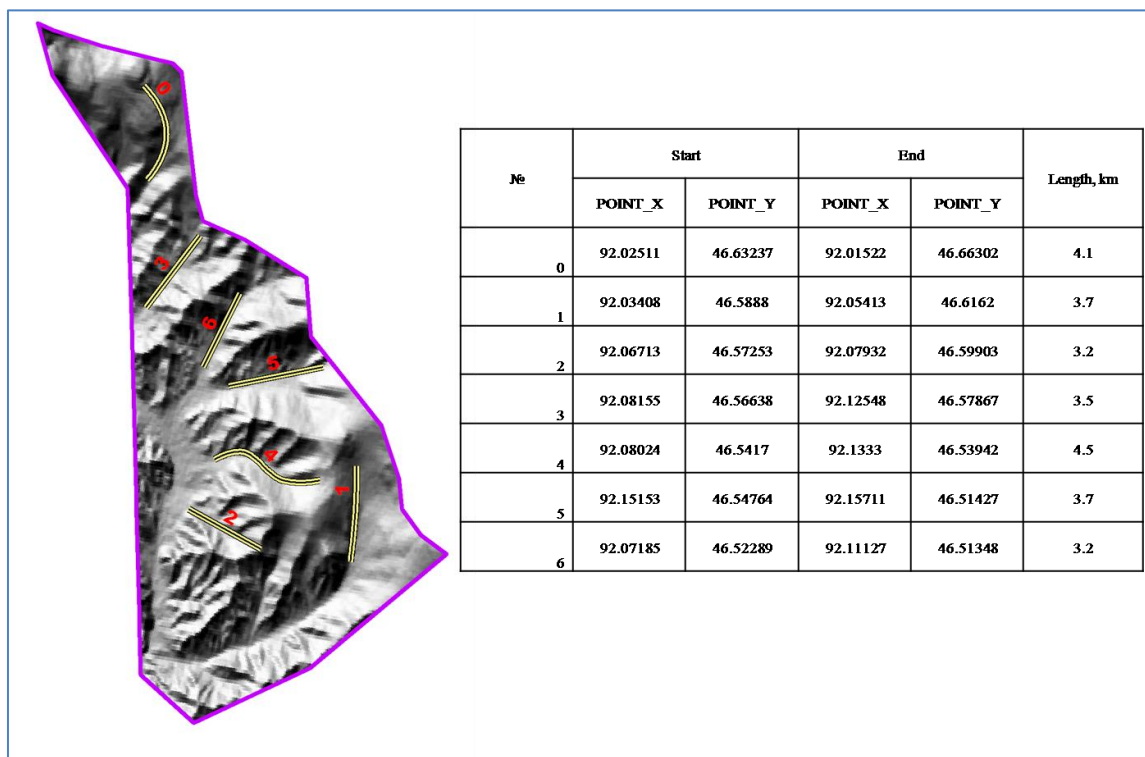 0
3
6
5
4
1
2
№ Start End Length, km
POINT_X POINT_Y POINT_X POINT_Y
0 92.02511 46.63237 92.01522 46.66302 4.1
1 92.03408 46.5888 92.05413 46.6162 3.7
2 92.06713 46.57253 92.07932 46.59903 3.2
3 92.08155 46.56638 92.12548 46.57867 3.5
4 92.08024 46.5417 92.1333 46.53942 4.5
5 92.15153 46.54764 92.15711 46.51427 3.7
6 92.07185 46.52289 92.11127 46.51348 3.2